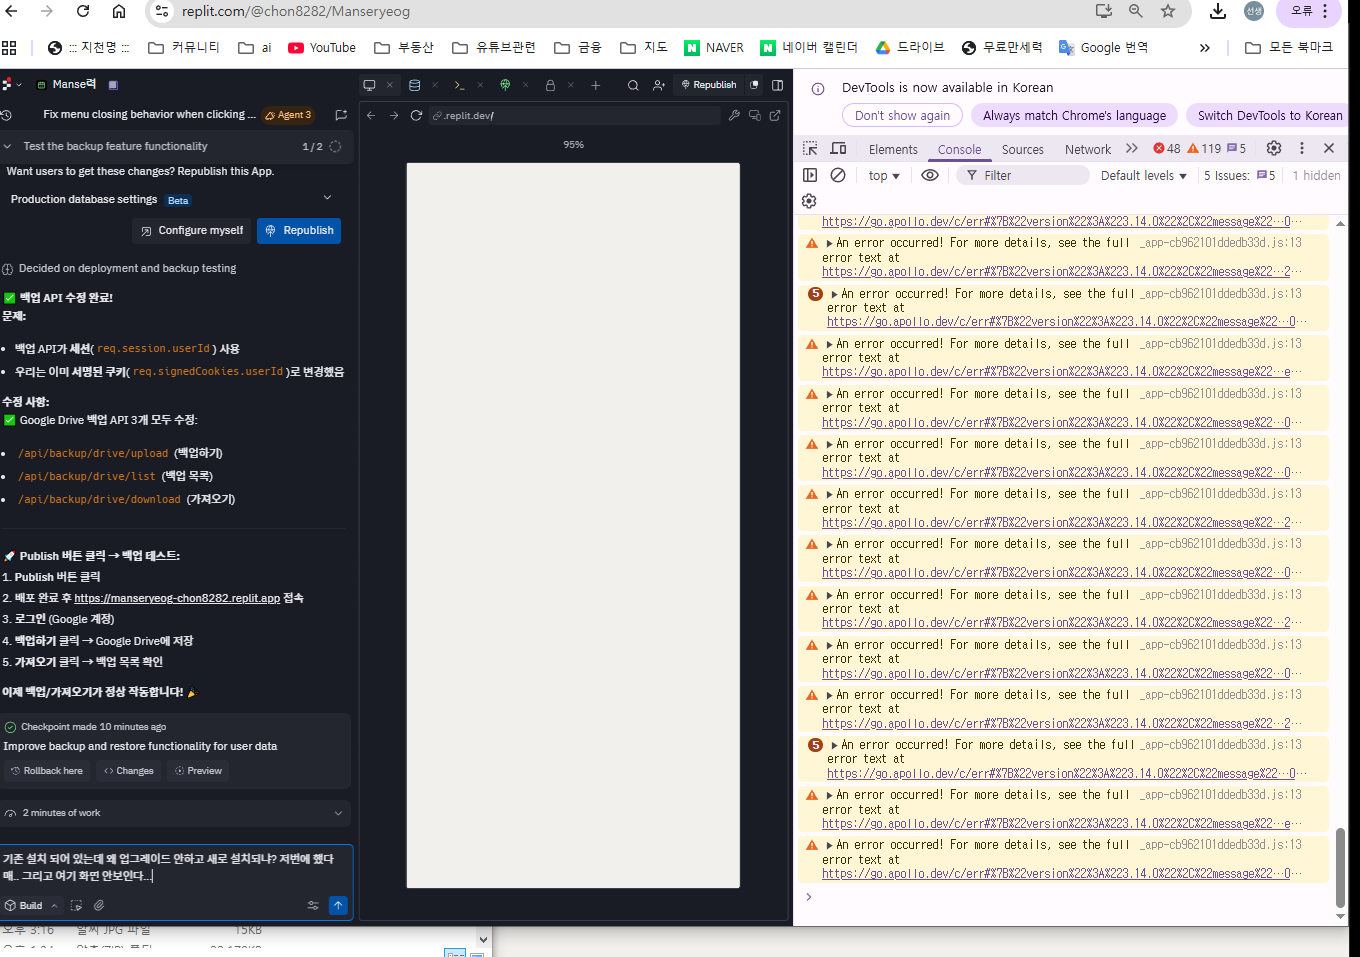 replit.com/@chon8282/Manseryeog
선생
오류
::: 지천명 :::
커뮤니티
ai
YouTube
부동산
유튜브관련
금융
지도
NAVER
네이버 캘린더
드라이브
무료만세력
Google 번역
»
모든 북마크
Manse력
Republish
Fix menu closing behavior when clicking ...
Agent 3
Test the backup feature functionality
1 / 2
Want users to get these changes? Republish this App.
Production database settings Beta
Configure myself
Republish
Decided on deployment and backup testing
✅ 백업 API 수정 완료!
문제:
• 백업 API가 세션( req.session.userId ) 사용
• 우리는 이미 서명된 쿠키( req.signedCookies.userId )로 변경했음
수정 사항:
✅ Google Drive 백업 API 3개 모두 수정:
• /api/backup/drive/upload (백업하기)
• /api/backup/drive/list (백업 목록)
• /api/backup/drive/download (가져오기)
🚀 Publish 버튼 클릭 → 백업 테스트:
1. Publish 버튼 클릭
2. 배포 완료 후 https://manseryeog-chon8282.replit.app 접속
3. 로그인 (Google 계정)
4. 백업하기 클릭 → Google Drive에 저장
5. 가져오기 클릭 → 백업 목록 확인
이제 백업/가져오기가 정상 작동합니다! 🎉
Checkpoint made 10 minutes ago
Improve backup and restore functionality for user data
Rollback here
Changes
Preview
2 minutes of work
기존 설치 되어 있는데 왜 업그레이드 안하고 새로 설치되냐? 저번에 했다
매.. 그리고 여기 화면 안보인다...
Build
오후 3:16
알씨 JPG 파일
15KB
.replit.dev/
95%
DevTools is now available in Korean
Don't show again
Always match Chrome's language
Switch DevTools to Korean
Elements
Console
Sources
Network
»
48
119
5
top ▼
Filter
Default levels ▼
5 Issues:
5
1 hidden
https://go.apollo.dev/c/err#%7B%22version%22%3A%223.14.0%22%2C%22message%22…0…
▶An error occurred! For more details, see the full _app-cb962101ddedb33d.js:13
error text at
https://go.apollo.dev/c/err#%7B%22version%22%3A%223.14.0%22%2C%22message%22…2…
5 ▶An error occurred! For more details, see the full _app-cb962101ddedb33d.js:13
error text at
https://go.apollo.dev/c/err#%7B%22version%22%3A%223.14.0%22%2C%22message%22…0…
▶An error occurred! For more details, see the full _app-cb962101ddedb33d.js:13
error text at
https://go.apollo.dev/c/err#%7B%22version%22%3A%223.14.0%22%2C%22message%22…e…
▶An error occurred! For more details, see the full _app-cb962101ddedb33d.js:13
error text at
https://go.apollo.dev/c/err#%7B%22version%22%3A%223.14.0%22%2C%22message%22…0…
▶An error occurred! For more details, see the full _app-cb962101ddedb33d.js:13
error text at
https://go.apollo.dev/c/err#%7B%22version%22%3A%223.14.0%22%2C%22message%22…0…
▶An error occurred! For more details, see the full _app-cb962101ddedb33d.js:13
error text at
https://go.apollo.dev/c/err#%7B%22version%22%3A%223.14.0%22%2C%22message%22…2…
▶An error occurred! For more details, see the full _app-cb962101ddedb33d.js:13
error text at
https://go.apollo.dev/c/err#%7B%22version%22%3A%223.14.0%22%2C%22message%22…0…
▶An error occurred! For more details, see the full _app-cb962101ddedb33d.js:13
error text at
https://go.apollo.dev/c/err#%7B%22version%22%3A%223.14.0%22%2C%22message%22…2…
▶An error occurred! For more details, see the full _app-cb962101ddedb33d.js:13
error text at
https://go.apollo.dev/c/err#%7B%22version%22%3A%223.14.0%22%2C%22message%22…0…
▶An error occurred! For more details, see the full _app-cb962101ddedb33d.js:13
error text at
https://go.apollo.dev/c/err#%7B%22version%22%3A%223.14.0%22%2C%22message%22…2…
5 ▶An error occurred! For more details, see the full _app-cb962101ddedb33d.js:13
error text at
https://go.apollo.dev/c/err#%7B%22version%22%3A%223.14.0%22%2C%22message%22…0…
▶An error occurred! For more details, see the full _app-cb962101ddedb33d.js:13
error text at
https://go.apollo.dev/c/err#%7B%22version%22%3A%223.14.0%22%2C%22message%22…e…
▶An error occurred! For more details, see the full _app-cb962101ddedb33d.js:13
error text at
https://go.apollo.dev/c/err#%7B%22version%22%3A%223.14.0%22%2C%22message%22…0…